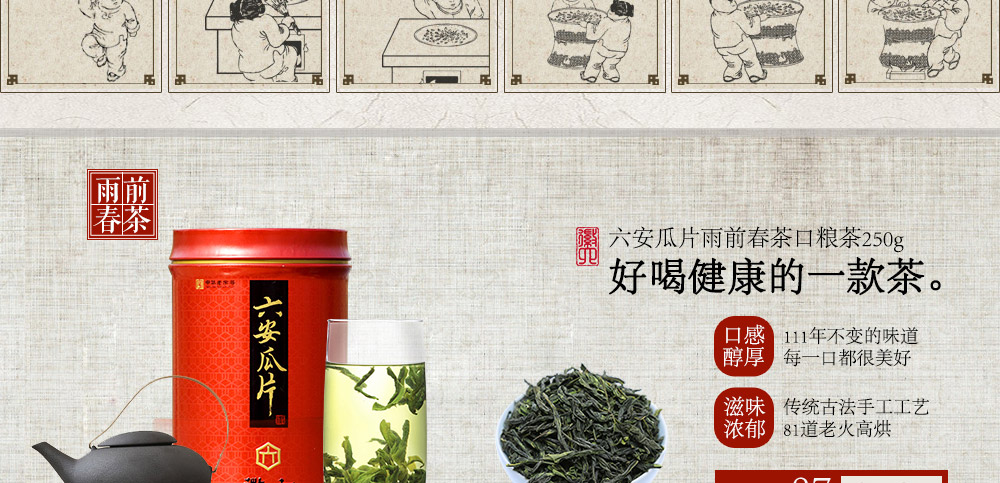 雨前
春茶
六安瓜片雨前春茶口粮茶250g
好喝健康的一款茶。
口感
醇厚
111年不变的味道
每一口都很美好
滋味
浓郁
传统古法手工工艺
81道老火高烘
六安瓜片